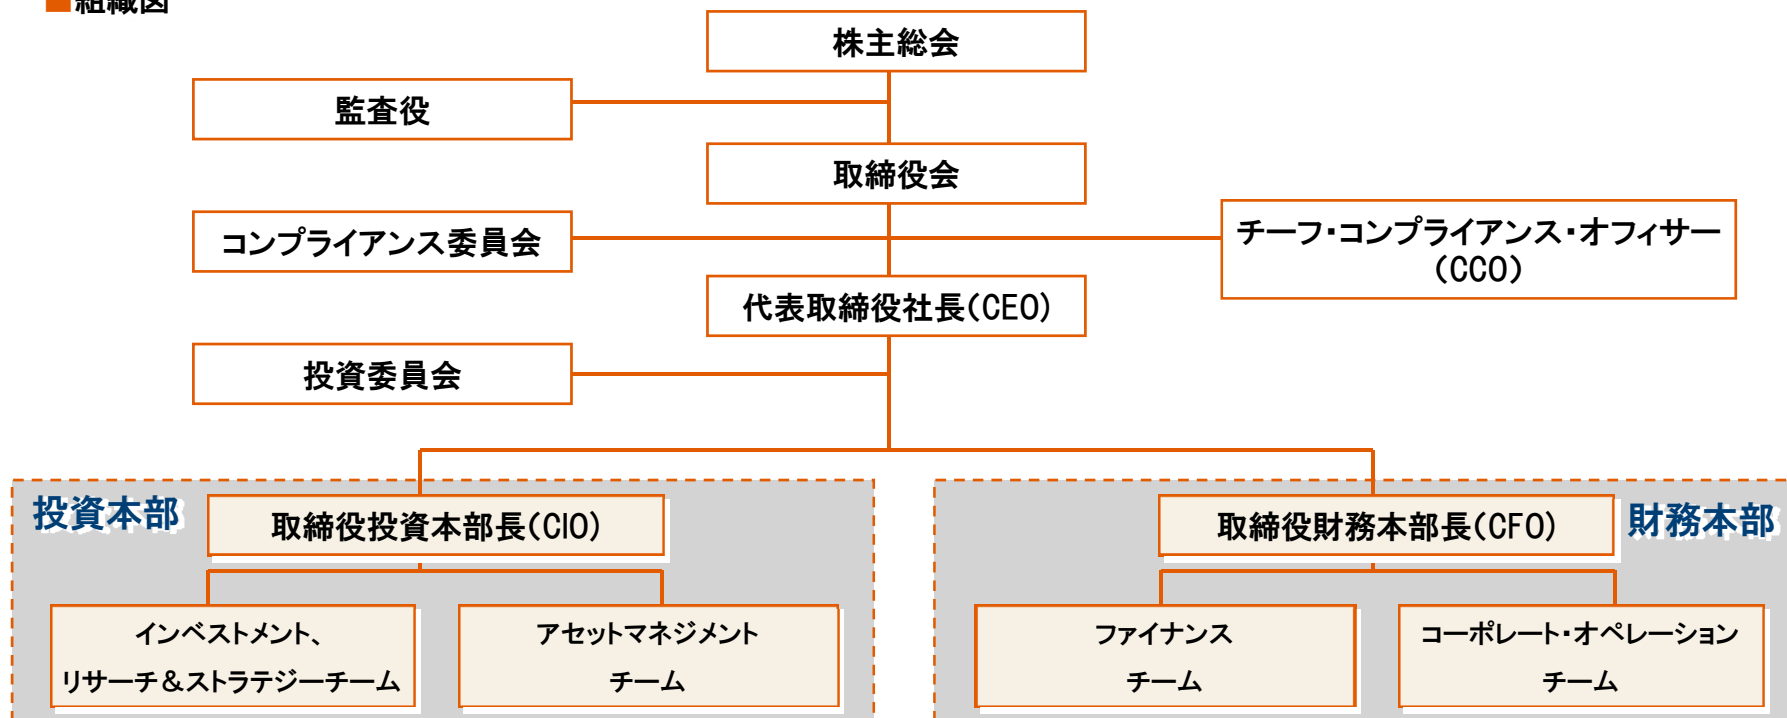 ■組織図
株主総会
監査役
取締役会
コンプライアンス委員会
チーフ・コンプライアンス・オフィサー
(CCO)
代表取締役社長(CEO)
投資委員会
投資本部
取締役投資本部長(CIO)
取締役財務本部長(CFO)
財務本部
インベストメント、
リサーチ&ストラテジーチーム
アセットマネジメント
チーム
ファイナンス
チーム
コーポレート・オペレーション
チーム